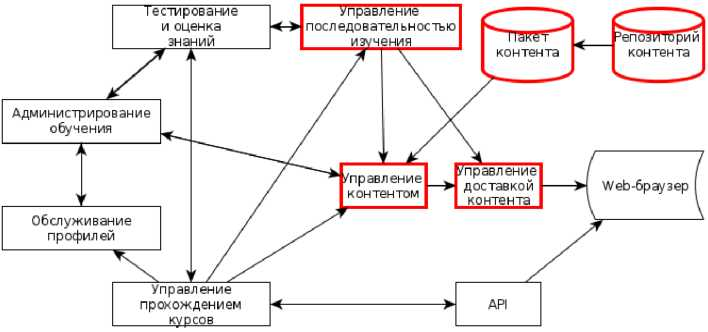 Тестирование
и оценка
знаний
Управление
последовательностью
изучения
Пакет
контента
Репозиторий
контента
Администрирование
обучения
Управление
контентом
Управление
доставкой
контента
Web-браузер
Обслуживание
профилей
Управление
прохождением
курсов
API